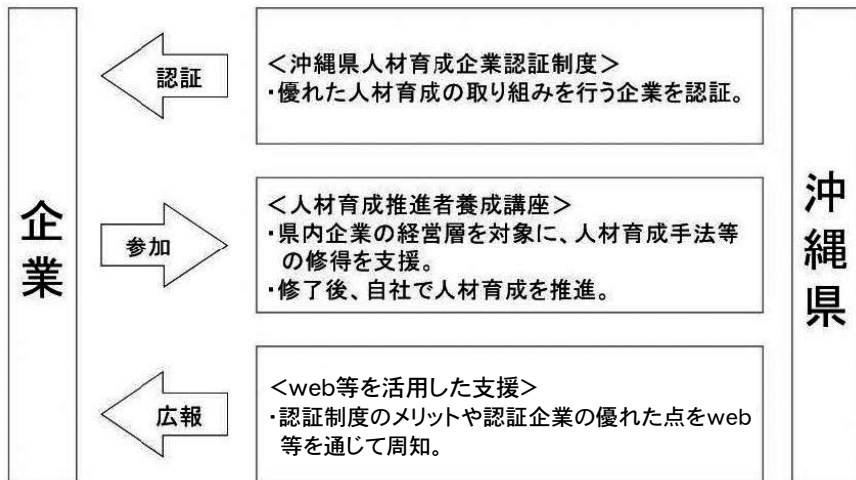 企業
認証
<沖縄県人材育成企業認証制度>
・優れた人材育成の取り組みを行う企業を認証。
参加
<人材育成推進者養成講座>
・県内企業の経営層を対象に、人材育成手法等
の修得を支援。
・修了後、自社で人材育成を推進。
広報
<web等を活用した支援>
・認証制度のメリットや認証企業の優れた点をweb
等を通じて周知。
沖縄県